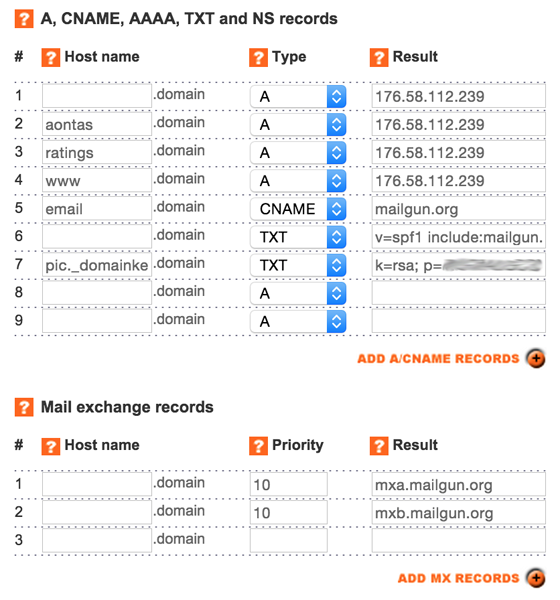 ? A, CNAME, AAAA, TXT and NS records
# ? Host name ? Type ? Result
1 .domain A 176.58.112.239
2 aontas .domain A 176.58.112.239
3 ratings .domain A 176.58.112.239
4 www .domain A 176.58.112.239
5 email .domain CNAME mailgun.org
6 .domain TXT v=spf1 include:mailgun.
7 pic._domainke .domain TXT k=rsa; p=
8 .domain A
9 .domain A
ADD A/CNAME RECORDS +
? Mail exchange records
# ? Host name ? Priority ? Result
1 .domain 10 mxa.mailgun.org
2 .domain 10 mxb.mailgun.org
3 .domain
ADD MX RECORDS +